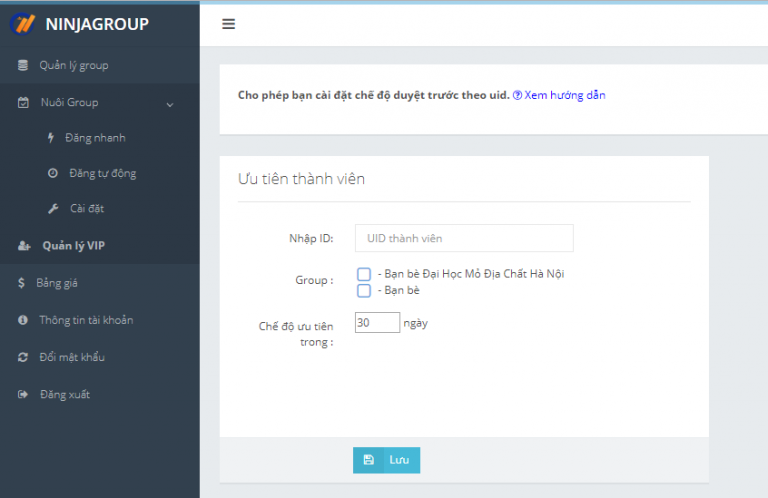 NINJAGROUP
Quản lý group
Nuôi Group
Đăng nhanh
Đăng tự động
Cài đặt
Quản lý VIP
Bảng giá
Thông tin tài khoản
Đổi mật khẩu
Đăng xuất
Cho phép bạn cài đặt chế độ duyệt trước theo uid. Xem hướng dẫn
Ưu tiên thành viên
Nhập ID: UID thành viên
Group : - Bạn bè Đại Học Mỏ Địa Chất Hà Nội
- Bạn bè
Chế độ ưu tiên 30 ngày
trong :
Lưu